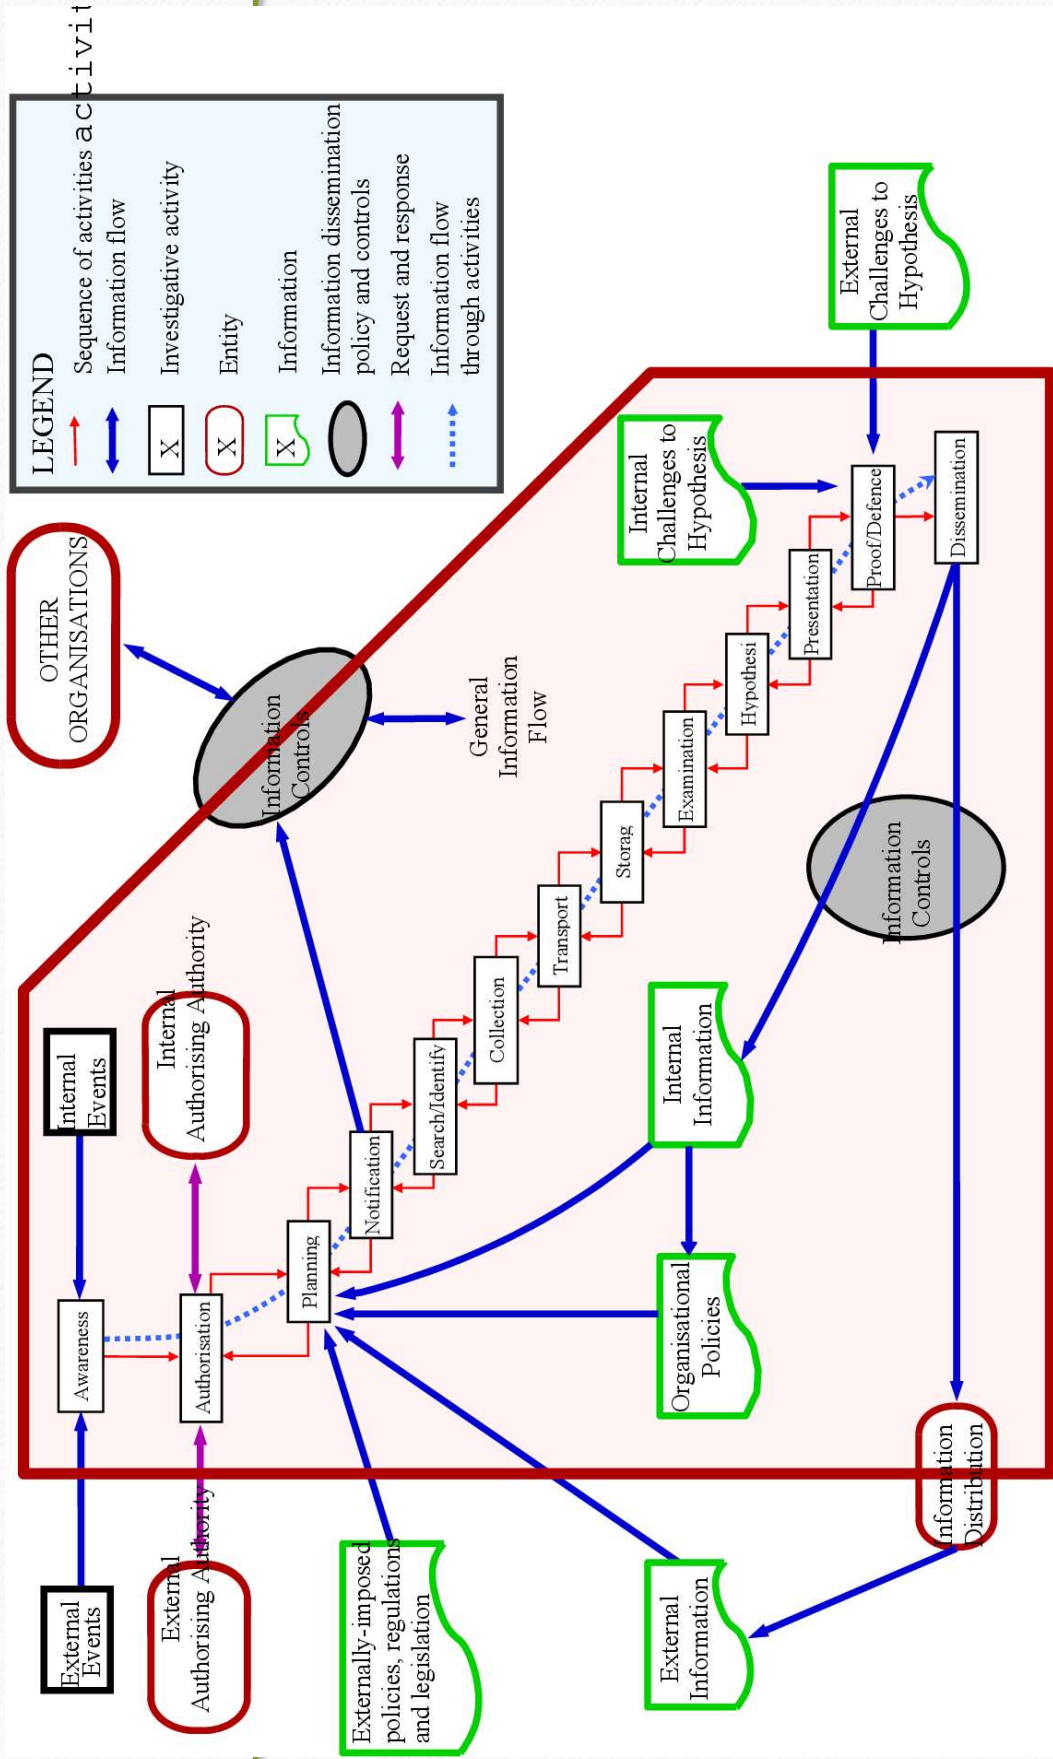 External
Events
Internal
Events
Awareness
External
Authorising Authority
Authorisation
Internal
Authorising Authority
OTHER
ORGANISATIONS
LEGEND
Sequence of activities activit
Information flow
X
Investigative activity
X
Entity
X
Information
Information dissemination
policy and controls
Request and response
Information flow
through activities
Information
Controls
General
Information
Flow
Externally-imposed
policies, regulations
and legislation
Planning
Notification
Search/Identify
Collection
Transport
Storag
Examination
Hypothesi
Presentation
Proof/Defence
Dissemination
Internal
Challenges to
Hypothesis
External
Challenges to
Hypothesis
External
Information
Organisational
Policies
Internal
Information
Information
Controls
Information
Distribution